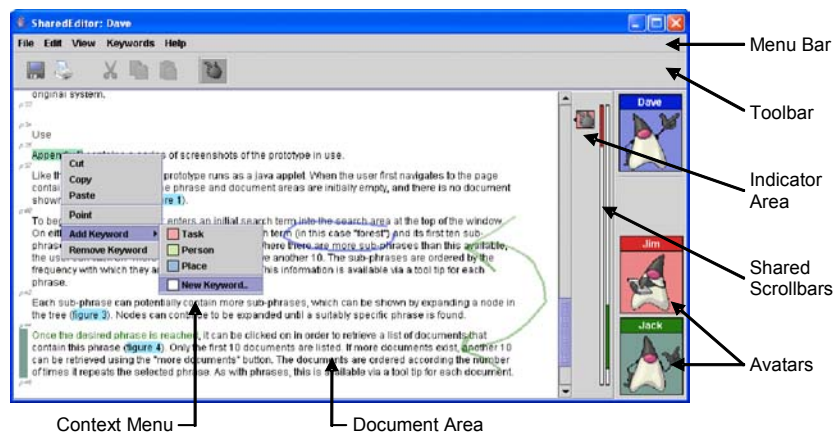 SharedEditor: Dave
File Edit View Keywords Help
Menu Bar
Toolbar
Indicator
Area
Shared
Scrollbars
Avatars
Context Menu
Document Area
Dave
Jim
Jack
original system.
Use
of screenshots of the prototype in use.
Like prototype runs as a java applet. When the user first navigates to the page
phrase and document areas are initially empty, and there is no document
shown
enters an initial search term into the search area at the top of the window.
term (in this case "forest") and its first ten sub-
there are more sub-phrases than this available,
another 10. The sub-phrases are ordered by the
frequency with which they his information is available via a tool tip for each
phrase.
Each sub-phrase can potentially contain more sub-phrases, which can be shown by expanding a node in
the tree (figure 3). Nodes can continue to be expanded until a suitably specific phrase is found.
Once the desired phrase is reached, it can be clicked on in order to retrieve a list of documents that
contain this phrase (figure 4). Only the first 10 documents are listed. If more documents exist, another 10
can be retrieved using the "more documents" button. The documents are ordered according the number
of times it repeats the selected phrase. As with phrases, this is available via a tool tip for each document.
Cut
Copy
Paste
Point
Add Keyword
Remove Keyword
Task
Person
Place
New Keyword..